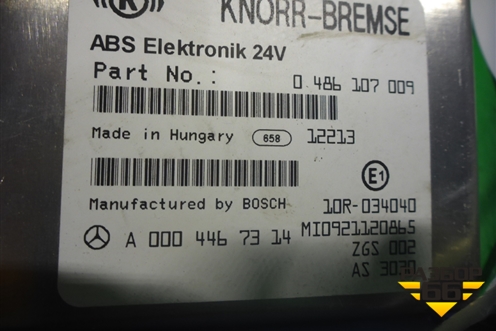 K KNORR-BREMSE
ABS Elektronik 24V
Part No.: 0 486 107 009
Made in Hungary 658 12213
E1
Manufactured by BOSCH 10R-034040
A 000 446 73 14 MI0921120865
ZGS 002
AS 3030
66